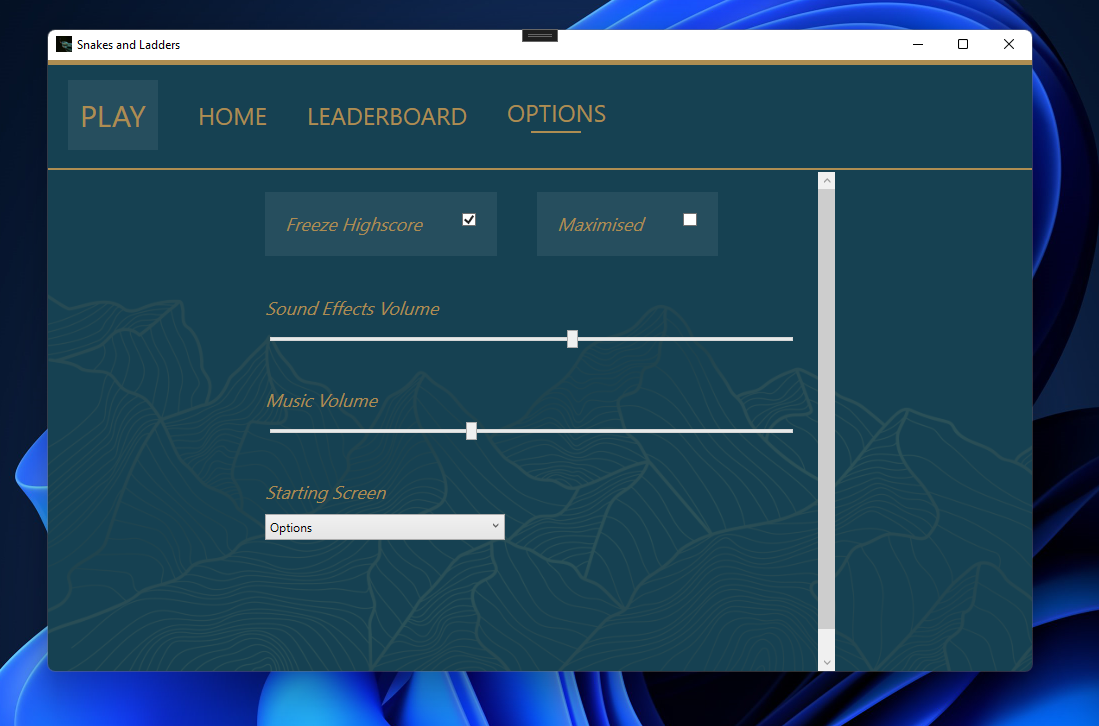 Snakes and Ladders
PLAY HOME LEADERBOARD OPTIONS
Freeze Highscore Maximised
Sound Effects Volume
Music Volume
Starting Screen
Options